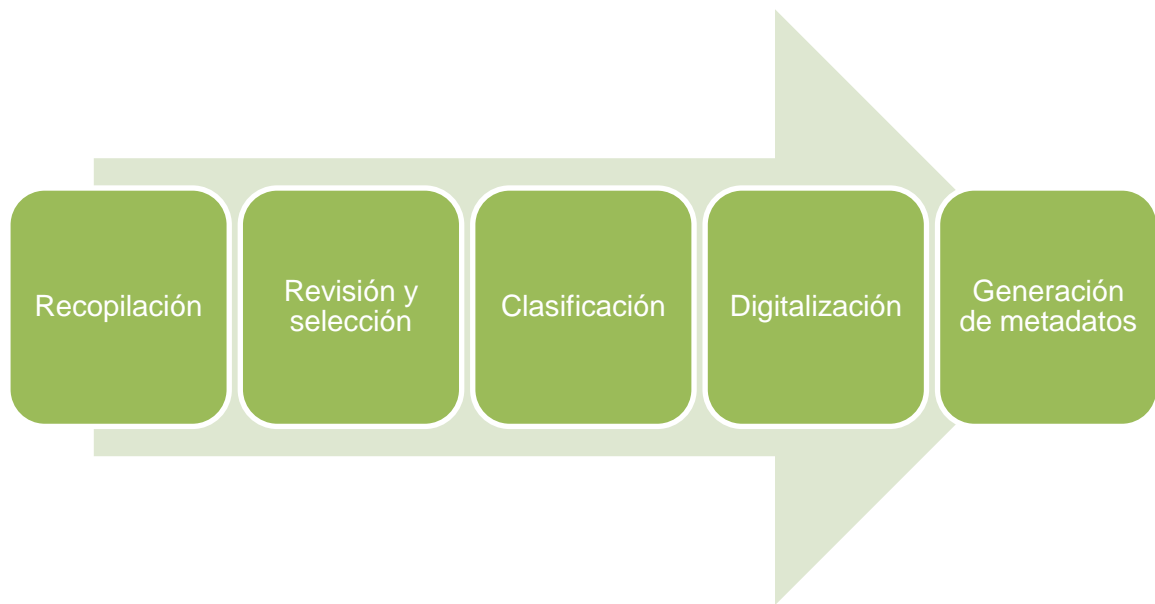 Recopilación
Revisión y
selección
Clasificación
Digitalización
Generación
de metadatos